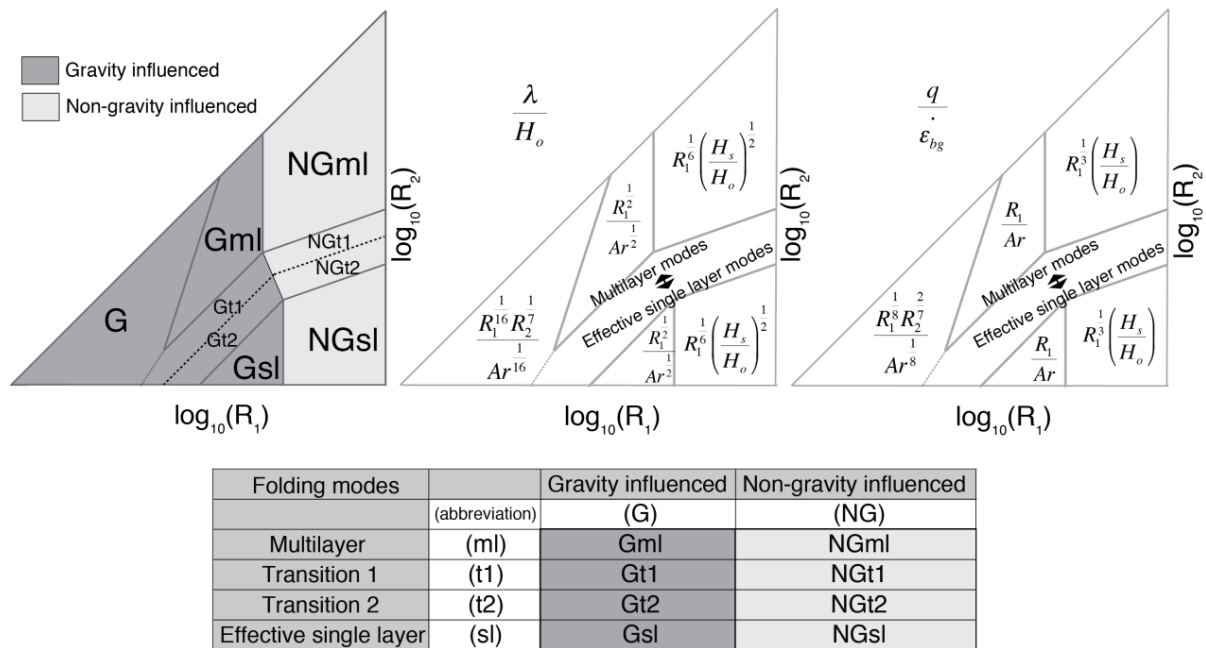 Gravity influenced
Non-gravity influenced
NGml
Gml
NGt1
NGt2
G
Gt1
Gt2
Gsl
NGsl
log₁₀(R₂)
log₁₀(R₁)
λ/Hₒ
R₁^(1/6) (Hₛ/Hₒ)^(1/2)
R₁^(1/2) / Ar^(1/2)
Multilayer modes
Effective single layer modes
R₁^(1/16) R₂^(1/7) / Ar^(1/16)
R₁^(1/2) / Ar^(1/2)
R₁^(1/6) (Hₛ/Hₒ)^(1/2)
log₁₀(R₂)
log₁₀(R₁)
q/ε̇_bg
R₁^(1/3) (Hₛ/Hₒ)
R₁/Ar
Multilayer modes
Effective single layer modes
R₁^(1/8) R₂^(2/7) / Ar^(1/8)
R₁/Ar
R₁^(1/3) (Hₛ/Hₒ)
log₁₀(R₂)
log₁₀(R₁)
Folding modes Gravity influenced Non-gravity influenced
(abbreviation) (G) (NG)
Multilayer (ml) Gml NGml
Transition 1 (t1) Gt1 NGt1
Transition 2 (t2) Gt2 NGt2
Effective single layer (sl) Gsl NGsl